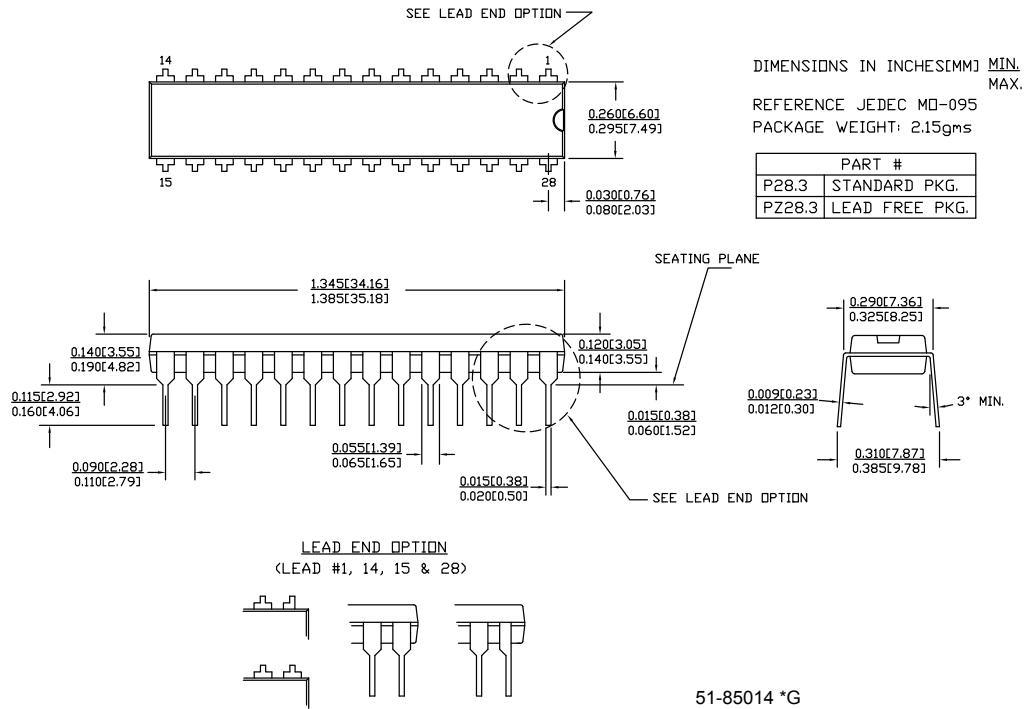 SEE LEAD END OPTION
14
1
DIMENSIONS IN INCHES[MM] MIN.
MAX.
REFERENCE JEDEC MO-095
PACKAGE WEIGHT: 2.15gms
0.260[6.60]
0.295[7.49]
PART #
P28.3 STANDARD PKG.
PZ28.3 LEAD FREE PKG.
15
28
0.030[0.76]
0.080[2.03]
SEATING PLANE
1.345[34.16]
1.385[35.18]
0.290[7.36]
0.325[8.25]
0.140[3.55]
0.190[4.82]
0.120[3.05]
0.140[3.55]
0.115[2.92]
0.160[4.06]
0.009[0.23]
0.012[0.30]
3° MIN.
0.015[0.38]
0.060[1.52]
0.055[1.39]
0.065[1.65]
0.090[2.28]
0.110[2.79]
0.310[7.87]
0.385[9.78]
0.015[0.38]
0.020[0.50]
SEE LEAD END OPTION
LEAD END OPTION
(LEAD #1, 14, 15 & 28)
51-85014 *G